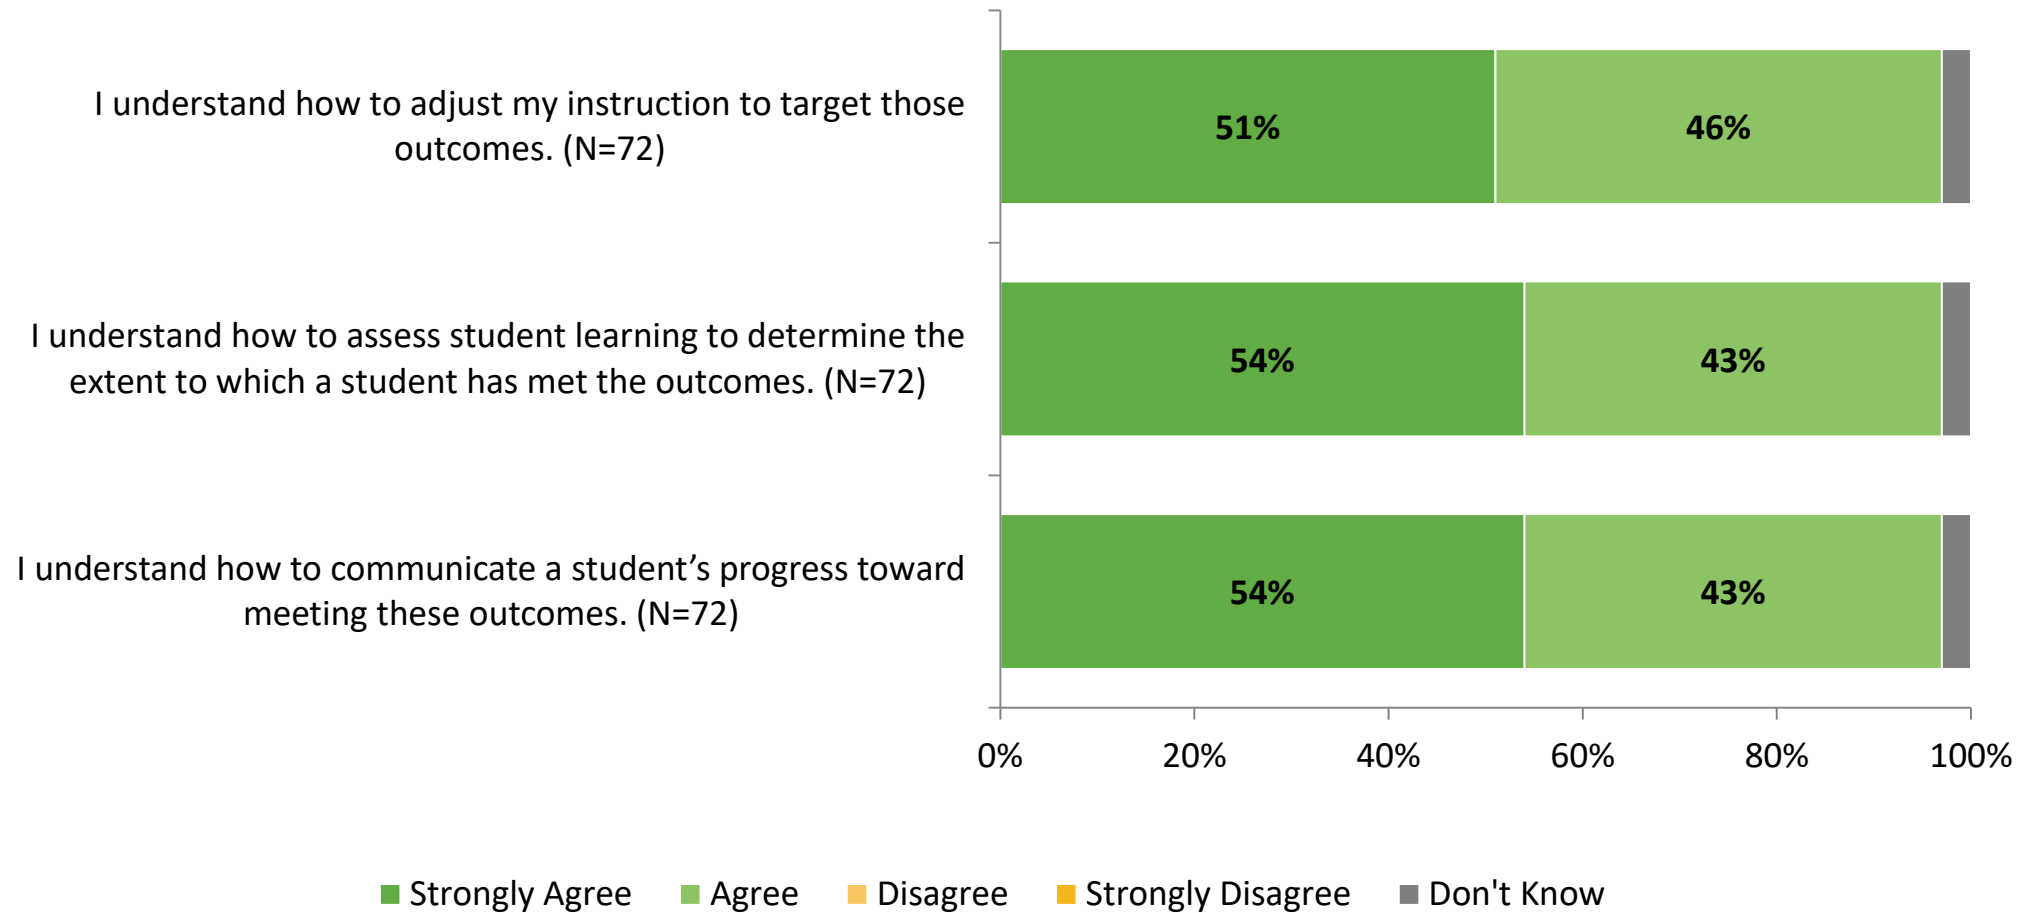 I understand how to adjust my instruction to target those
outcomes. (N=72)
51%
46%
I understand how to assess student learning to determine the
extent to which a student has met the outcomes. (N=72)
54%
43%
I understand how to communicate a student’s progress toward
meeting these outcomes. (N=72)
54%
43%
0% 20% 40% 60% 80% 100%
Strongly Agree Agree Disagree Strongly Disagree Don't Know